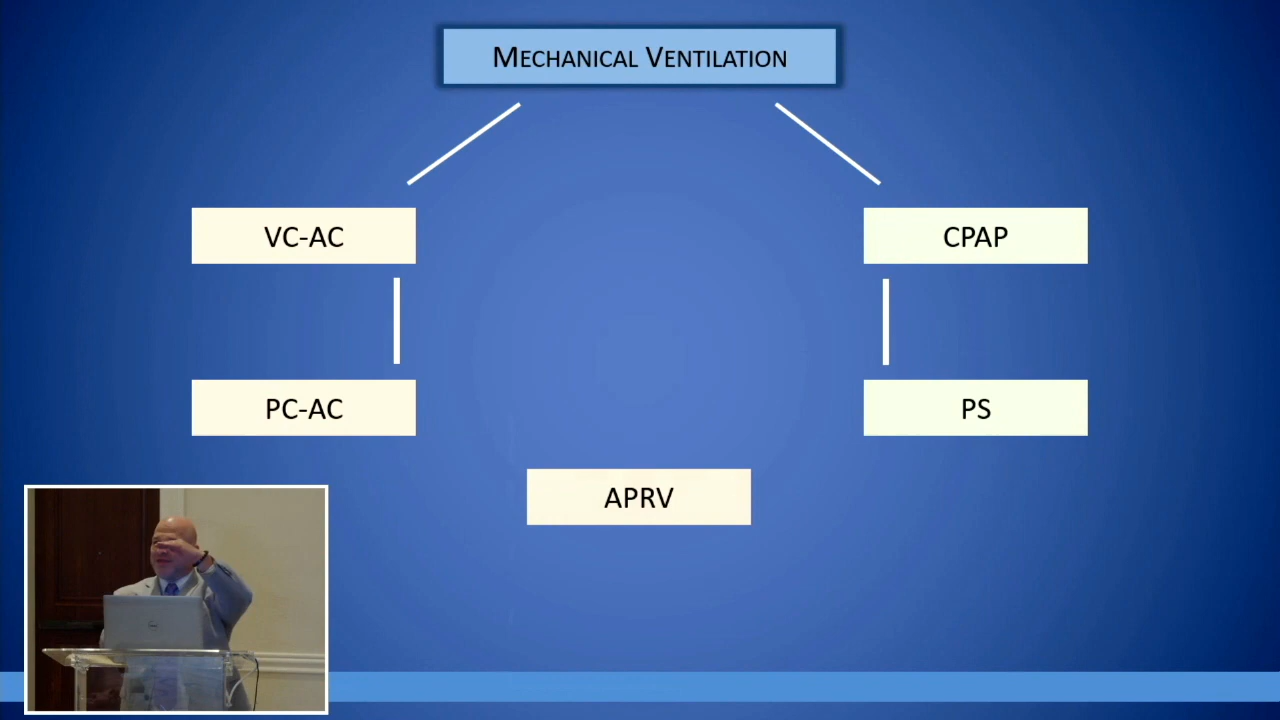 MECHANICAL VENTILATION
VC-AC
CPAP
PC-AC
PS
APRV